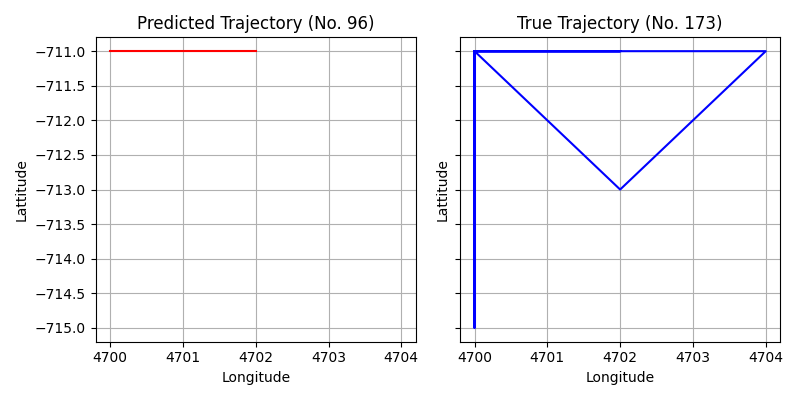 Predicted Trajectory (No. 96)
−711.0
−711.5
−712.0
−712.5
−713.0
−713.5
−714.0
−714.5
−715.0
Lattitude
4700 4701 4702 4703 4704
Longitude
True Trajectory (No. 173)
Lattitude
4700 4701 4702 4703 4704
Longitude